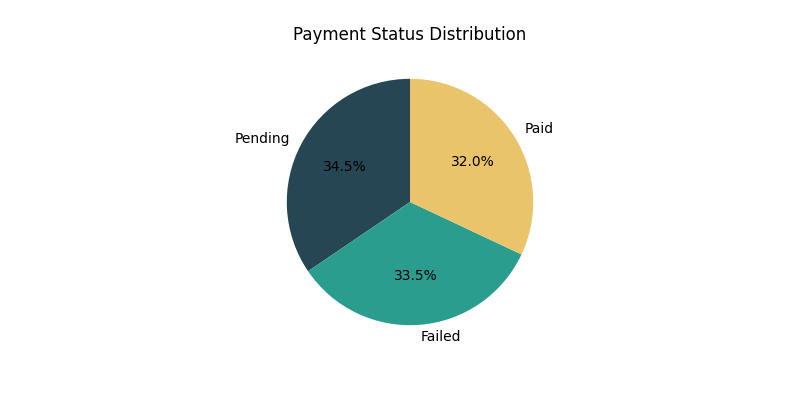 Payment Status Distribution
Paid
Pending
32.0%
34.5%
33.5%
Failed